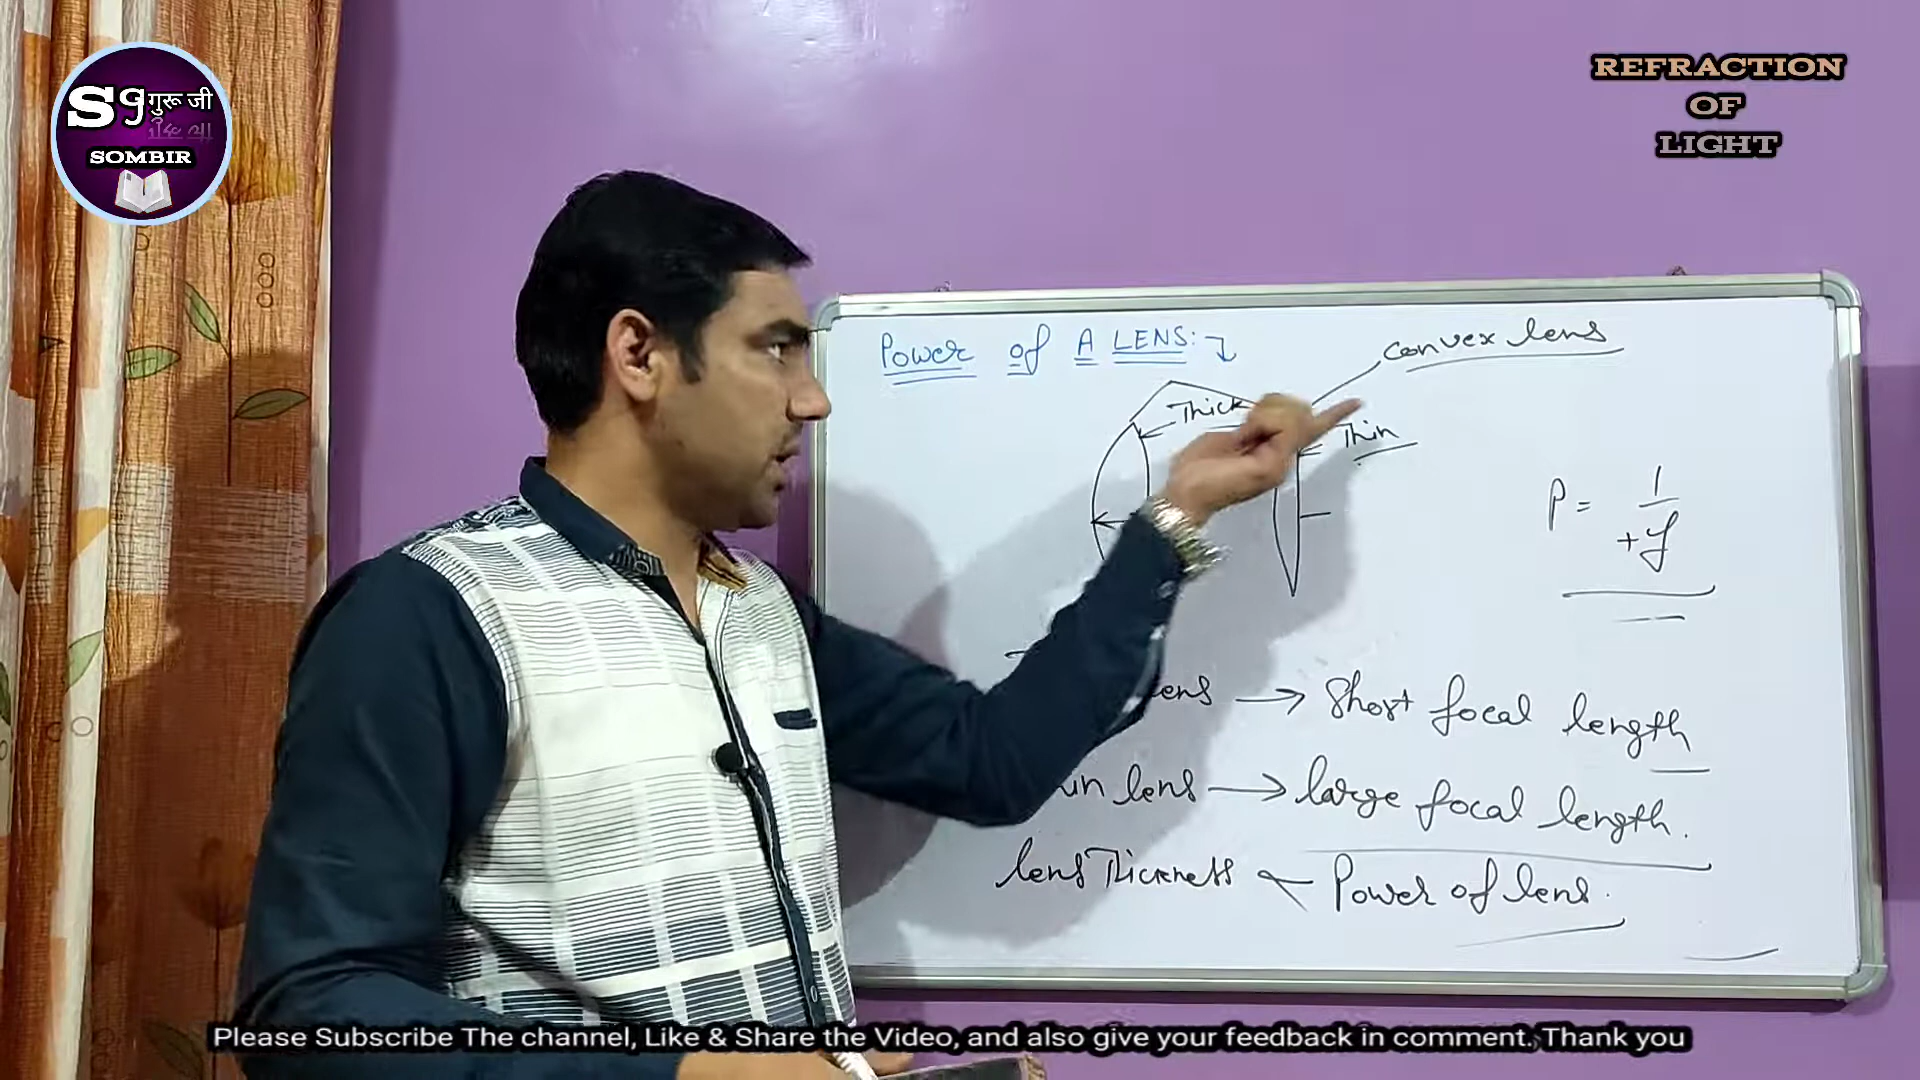 Sg गुरू जी
SOMBIR
REFRACTION
OF
LIGHT
Power of A LENS:
Convex lens
Thick
Thin
P = 1
+f
lens → Short focal length
lens → large focal length.
lens Thickness Power of lens.
Please Subscribe The channel, Like & Share the Video, and also give your feedback in comment. Thank you